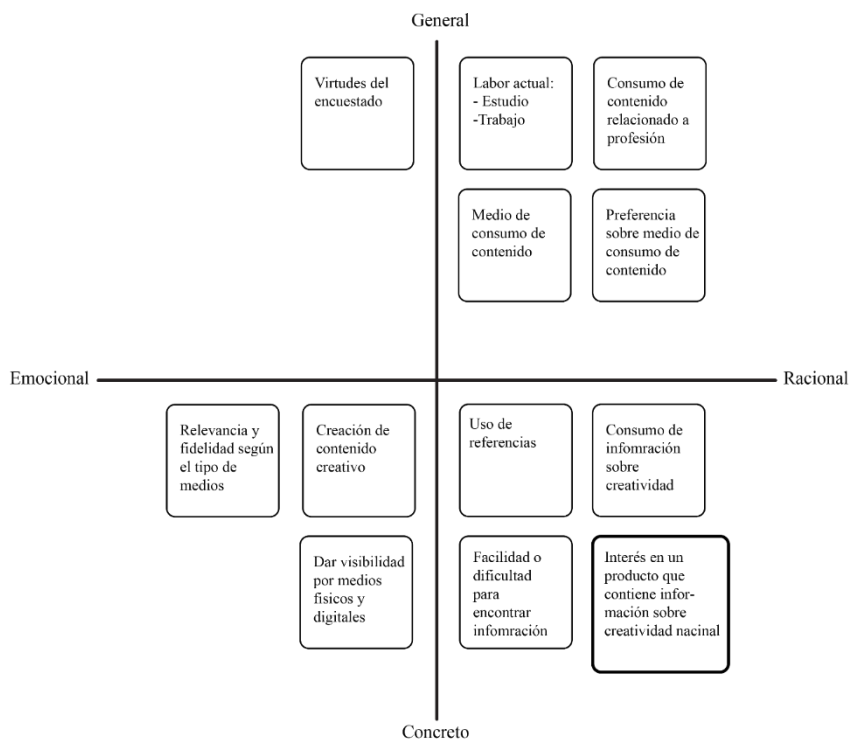 General
Virtudes del
encuestado
Labor actual:
- Estudio
-Trabajo
Consumo de
contenido
relacionado a
profesión
Medio de
consumo de
contenido
Preferencia
sobre medio de
consumo de
contenido
Emocional
Racional
Relevancia y
fidelidad según
el tipo de
medios
Creación de
contenido
creativo
Uso de
referencias
Consumo de
infomración
sobre
creatividad
Dar visibilidad
por medios
fisicos y
digitales
Facilidad o
dificultad
para
encontrar
infomración
Interés en un
producto que
contiene infor-
mación sobre
creatividad nacinal
Concreto